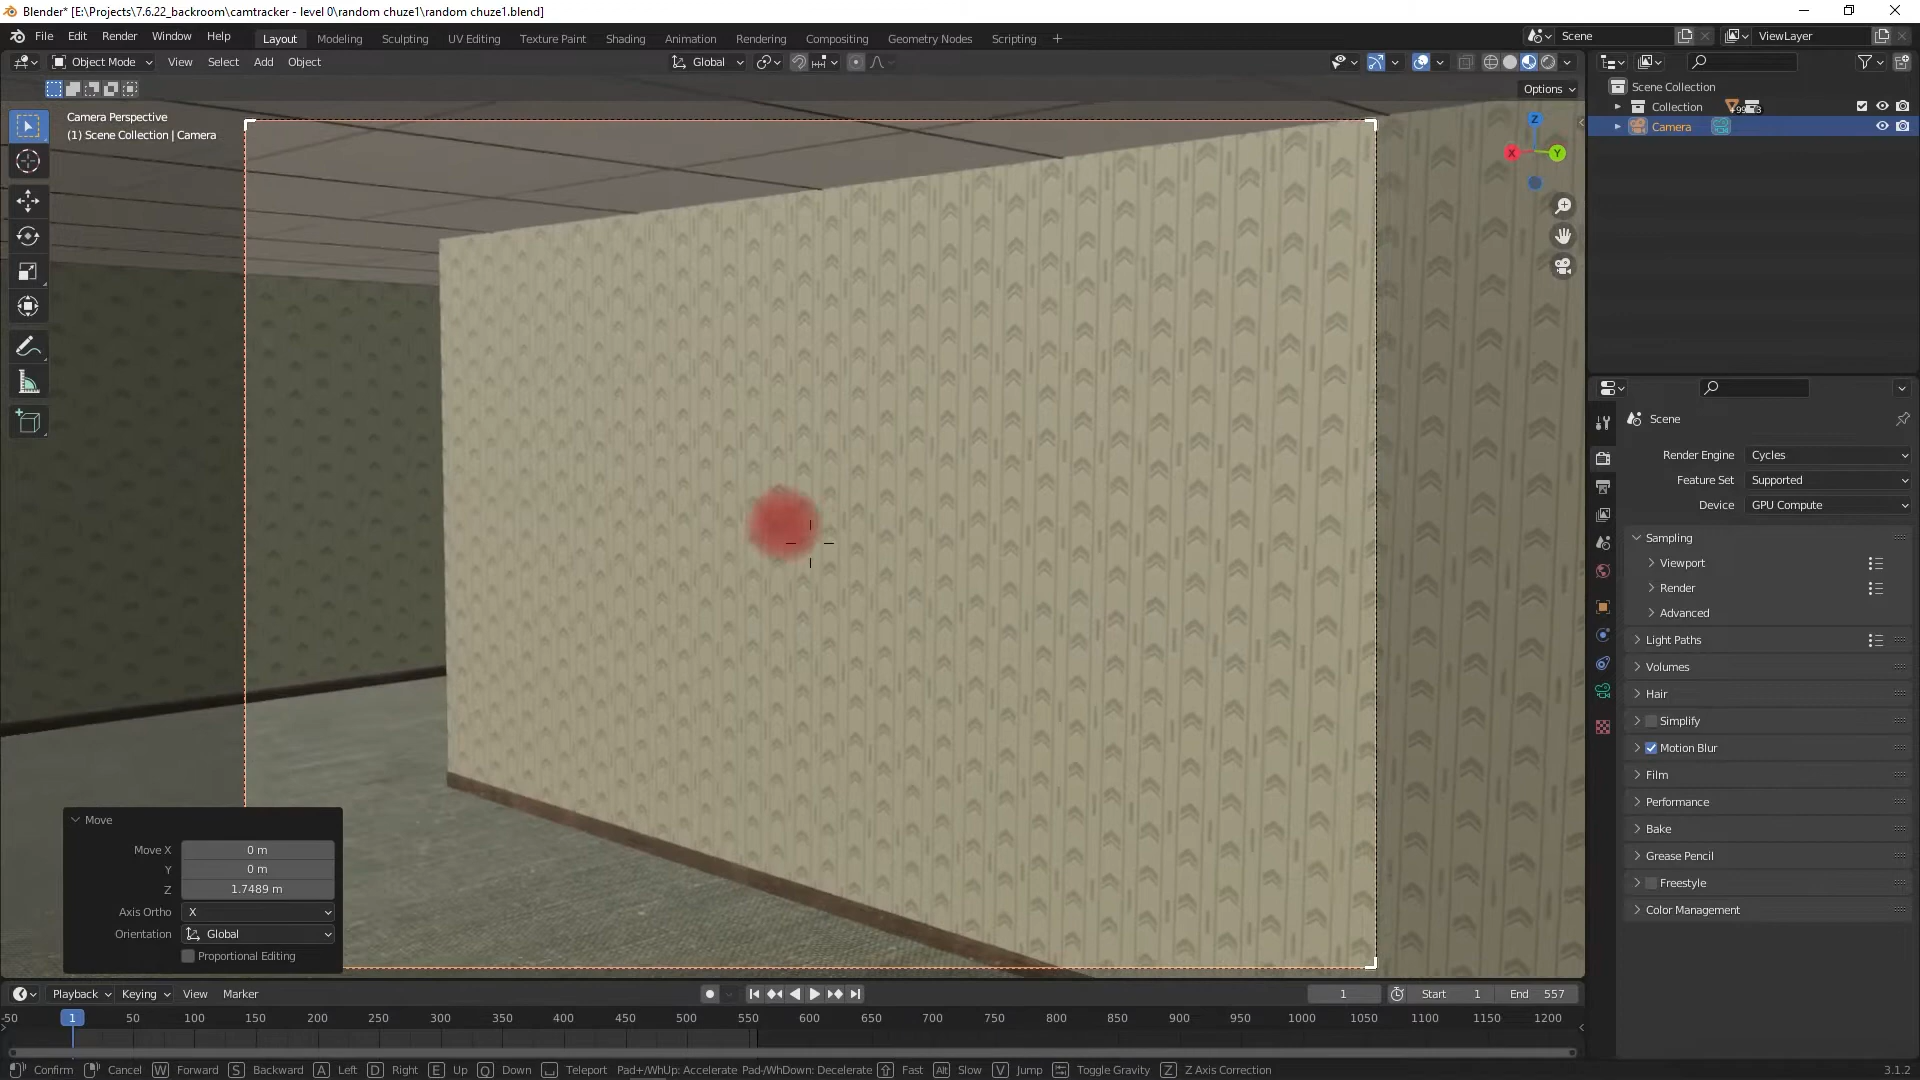 Blender* [E:\Projects\7.6.22_backroom\camtracker - level 0\random chuze1\random chuze1.blend]
File Edit Render Window Help
Layout Modeling Sculpting UV Editing Texture Paint Shading Animation Rendering Compositing Geometry Nodes Scripting +
Scene
ViewLayer
Object Mode View Select Add Object
Global
Options
Camera Perspective
(1) Scene Collection | Camera
Z
X
Y
Scene Collection
Collection
Camera
Scene
Render Engine Cycles
Feature Set Supported
Device GPU Compute
Sampling
Viewport
Render
Advanced
Light Paths
Volumes
Hair
Simplify
Motion Blur
Film
Performance
Bake
Grease Pencil
Freestyle
Color Management
Move
Move X 0 m
Y 0 m
Z 1.7489 m
Axis Ortho X
Orientation Global
Proportional Editing
Playback Keying View Marker
1
Start 1 End 557
-50 1 50 100 150 200 250 300 350 400 450 500 550 600 650 700 750 800 850 900 950 1000 1050 1100 1150 1200
Confirm Cancel W Forward S Backward A Left D Right E Up Q Down Teleport Pad+/WhUp: Accelerate Pad-/WhDown: Decelerate Fast Alt Slow V Jump Toggle Gravity Z Z Axis Correction
3.1.2